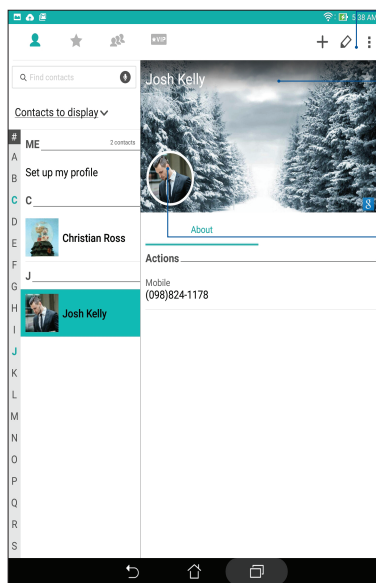 5:38 AM
VIP
Find contacts
Contacts to display
#
A
B
C
D
E
F
G
H
I
J
K
L
M
N
O
P
Q
R
S
ME
2 contacts
Set up my profile
C
Christian Ross
J
Josh Kelly
Josh Kelly
8
About
Actions
Mobile
(098)824-1178